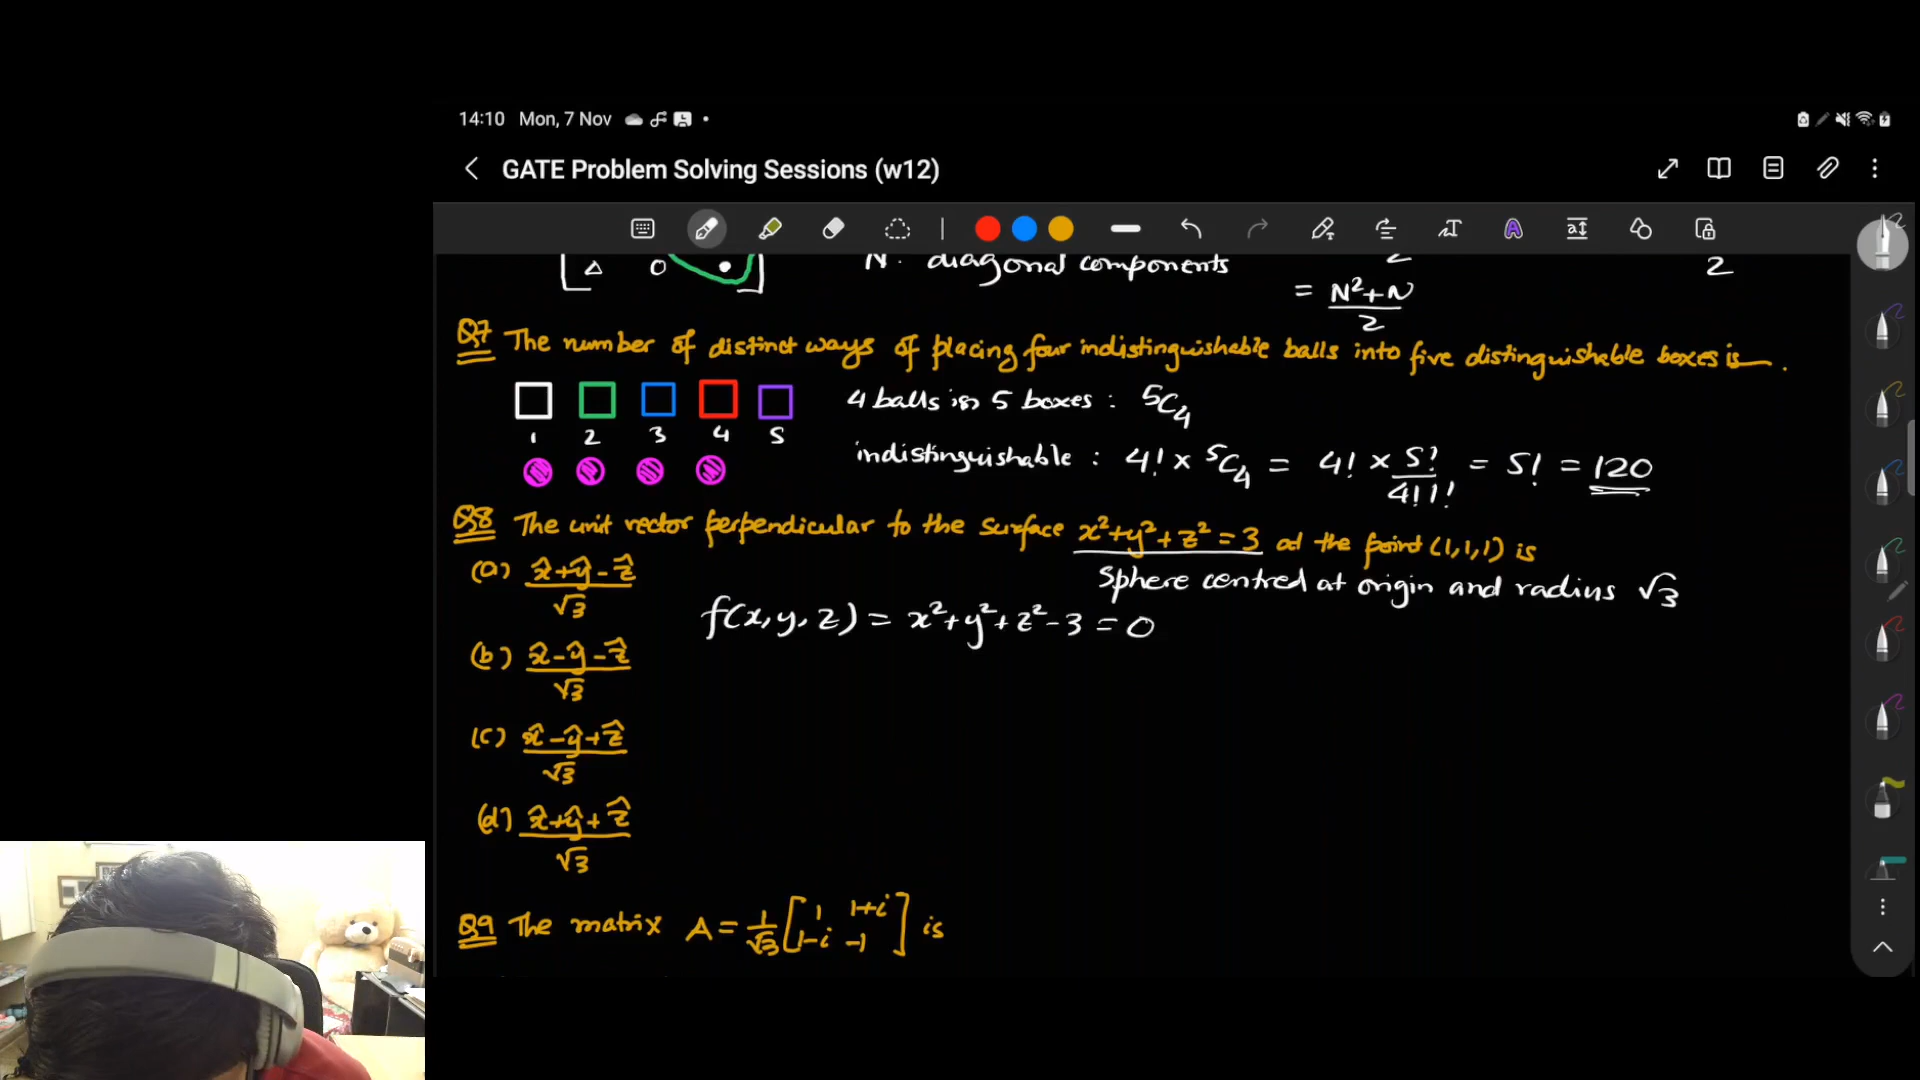 14:10 Mon, 7 Nov
GATE Problem Solving Sessions (w12)
N: diagonal components
= N²+N / 2
2
Q7 The number of distinct ways of placing four indistinguishable balls into five distinguishable boxes is __ .
4 balls in 5 boxes : ⁵C₄
1 2 3 4 5
indistinguishable : 4! × ⁵C₄ = 4! × 5! / 4! 1! = 5! = 120
Q8 The unit vector perpendicular to the surface x²+y²+z² = 3 at the point (1,1,1) is
Sphere centred at origin and radius √3
(a) x̂+ŷ-ẑ / √3
f(x,y,z) = x²+y²+z²-3 = 0
(b) x̂-ŷ-ẑ / √3
(c) x̂-ŷ+ẑ / √3
(d) x̂+ŷ+ẑ / √3
Q9 The matrix A = 1/√3 [1 1+i
1-i -1] is